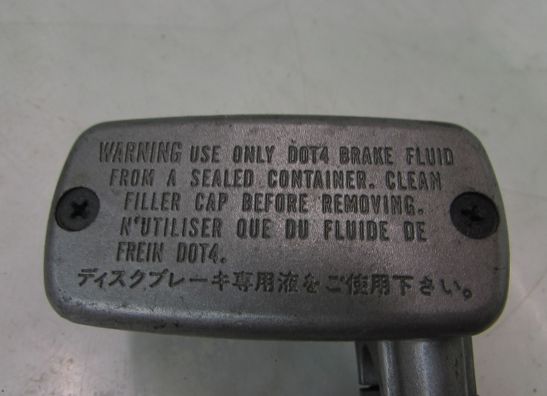 WARNING USE ONLY DOT4 BRAKE FLUID
FROM A SEALED CONTAINER. CLEAN
FILLER CAP BEFORE REMOVING.
N'UTILISER QUE DU FLUIDE DE
FREIN DOT4.
ディスクブレーキ専用液をご使用下さい。